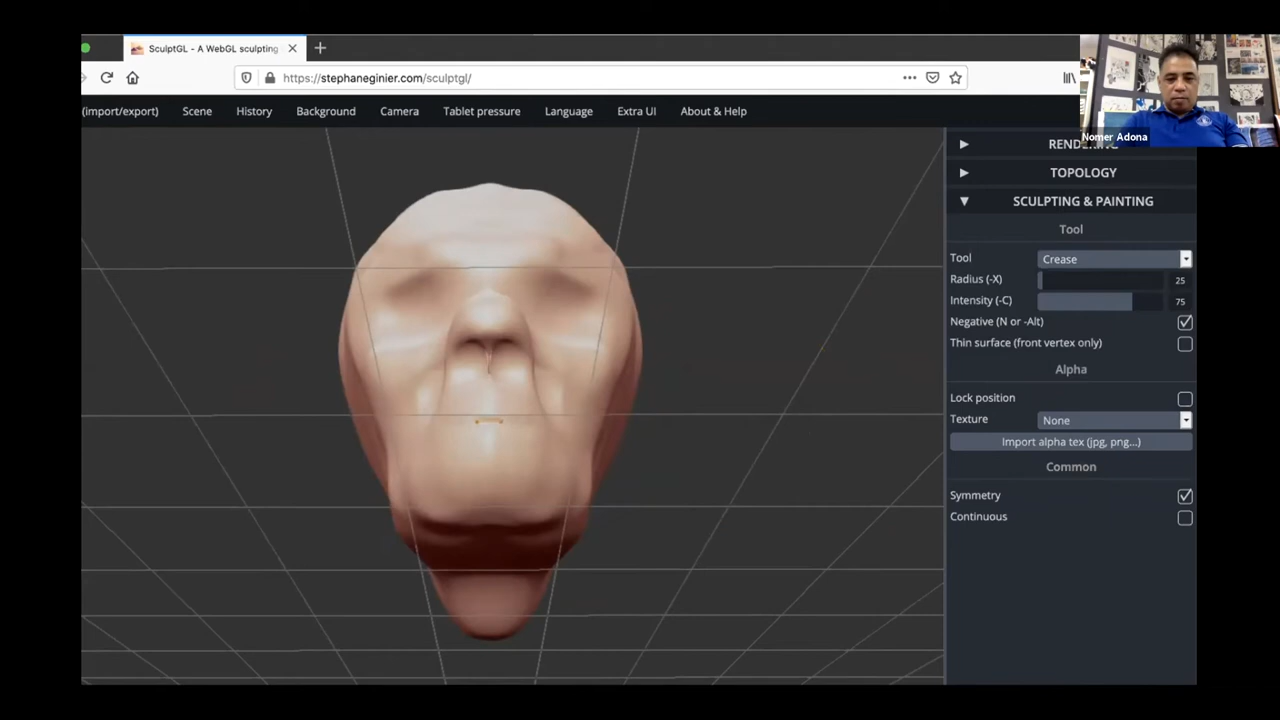 SculptGL - A WebGL sculpting
https://stephaneginier.com/sculptgl/
(import/export) Scene History Background Camera Tablet pressure Language Extra UI About & Help
Nomer Adona
RENDERING
TOPOLOGY
SCULPTING & PAINTING
Tool
Tool Crease
Radius (-X) 25
Intensity (-C) 75
Negative (N or -Alt)
Thin surface (front vertex only)
Alpha
Lock position
Texture None
Import alpha tex (jpg, png...)
Common
Symmetry
Continuous